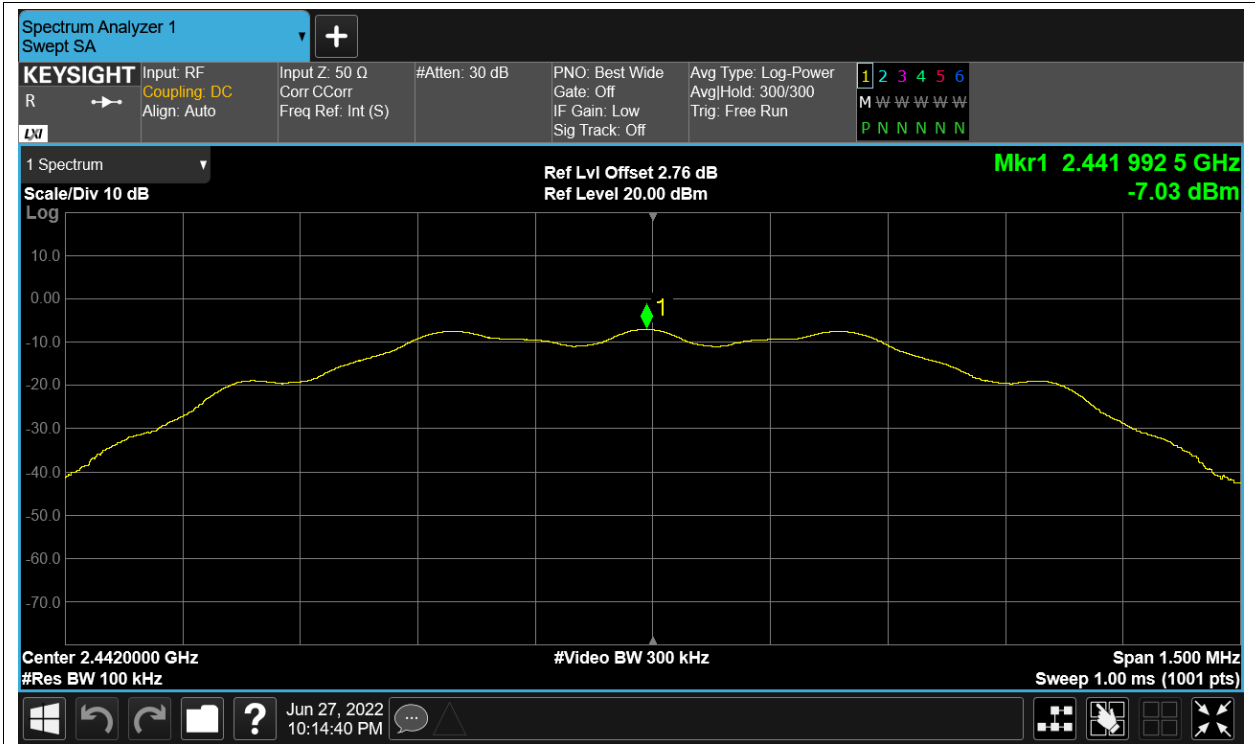 Spectrum Analyzer 1
Swept SA
KEYSIGHT
R
LXI
Input: RF
Coupling: DC
Align: Auto
Input Z: 50 Ω
Corr CCorr
Freq Ref: Int (S)
#Atten: 30 dB
PNO: Best Wide
Gate: Off
IF Gain: Low
Sig Track: Off
Avg Type: Log-Power
Avg|Hold: 300/300
Trig: Free Run
1 2 3 4 5 6
M W W W W W
P N N N N N
1 Spectrum
Scale/Div 10 dB
Log
Ref Lvl Offset 2.76 dB
Ref Level 20.00 dBm
Mkr1 2.441 992 5 GHz
-7.03 dBm
10.0
0.00
1
-10.0
-20.0
-30.0
-40.0
-50.0
-60.0
-70.0
Center 2.4420000 GHz
#Video BW 300 kHz
Span 1.500 MHz
#Res BW 100 kHz
Sweep 1.00 ms (1001 pts)
?
Jun 27, 2022
10:14:40 PM